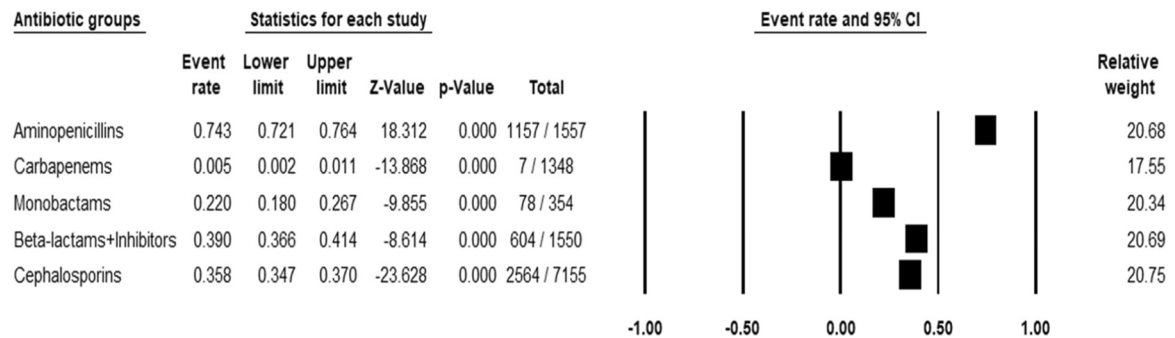 Antibiotic groups Statistics for each study Event rate and 95% CI
Event Lower Upper Relative
rate limit limit Z-Value p-Value Total weight
Aminopenicillins 0.743 0.721 0.764 18.312 0.000 1157 / 1557 20.68
Carbapenems 0.005 0.002 0.011 -13.868 0.000 7 / 1348 17.55
Monobactams 0.220 0.180 0.267 -9.855 0.000 78 / 354 20.34
Beta-lactams+Inhibitors 0.390 0.366 0.414 -8.614 0.000 604 / 1550 20.69
Cephalosporins 0.358 0.347 0.370 -23.628 0.000 2564 / 7155 20.75
-1.00 -0.50 0.00 0.50 1.00